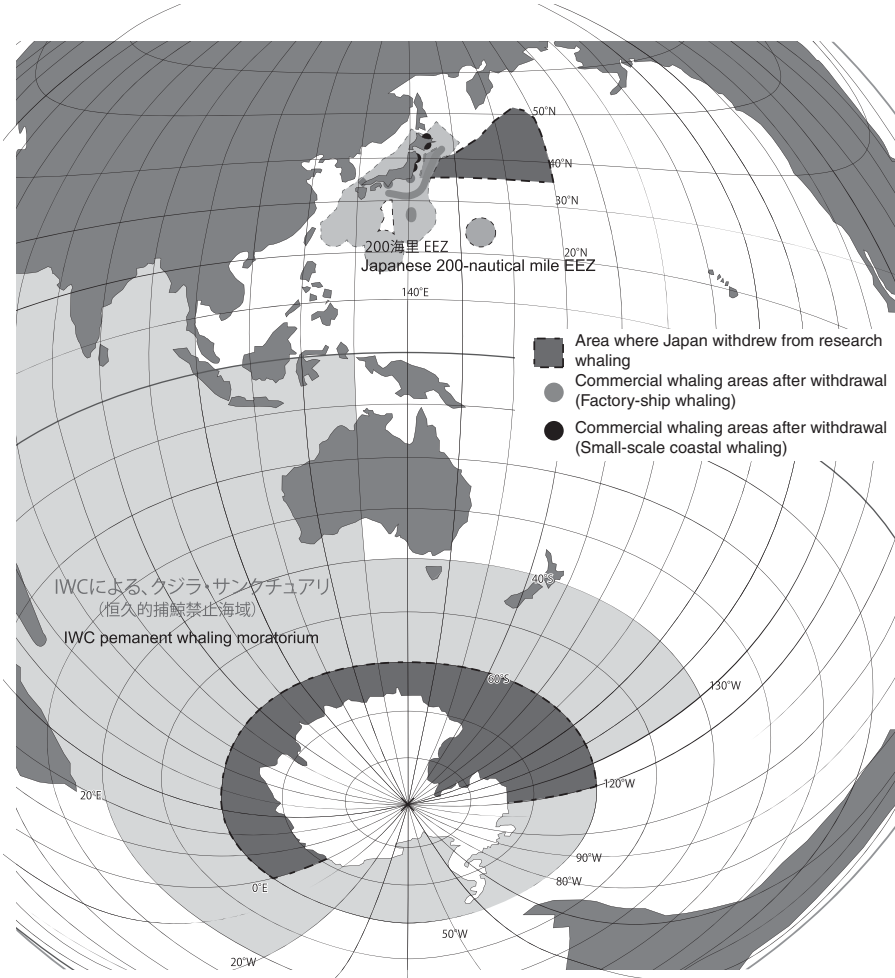 50°N
40°N
30°N
200海里 EEZ
20°N
Japanese 200-nautical mile EEZ
140°E
Area where Japan withdrew from research
whaling
Commercial whaling areas after withdrawal
(Factory-ship whaling)
Commercial whaling areas after withdrawal
(Small-scale coastal whaling)
IWCによる、クジラ・サンクチュアリ
（恒久的捕鯨禁止海域）
IWC pemanent whaling moratorium
40°S
60°S
130°W
120°W
20°E
90°W
80°W
0°E
50°W
20°W